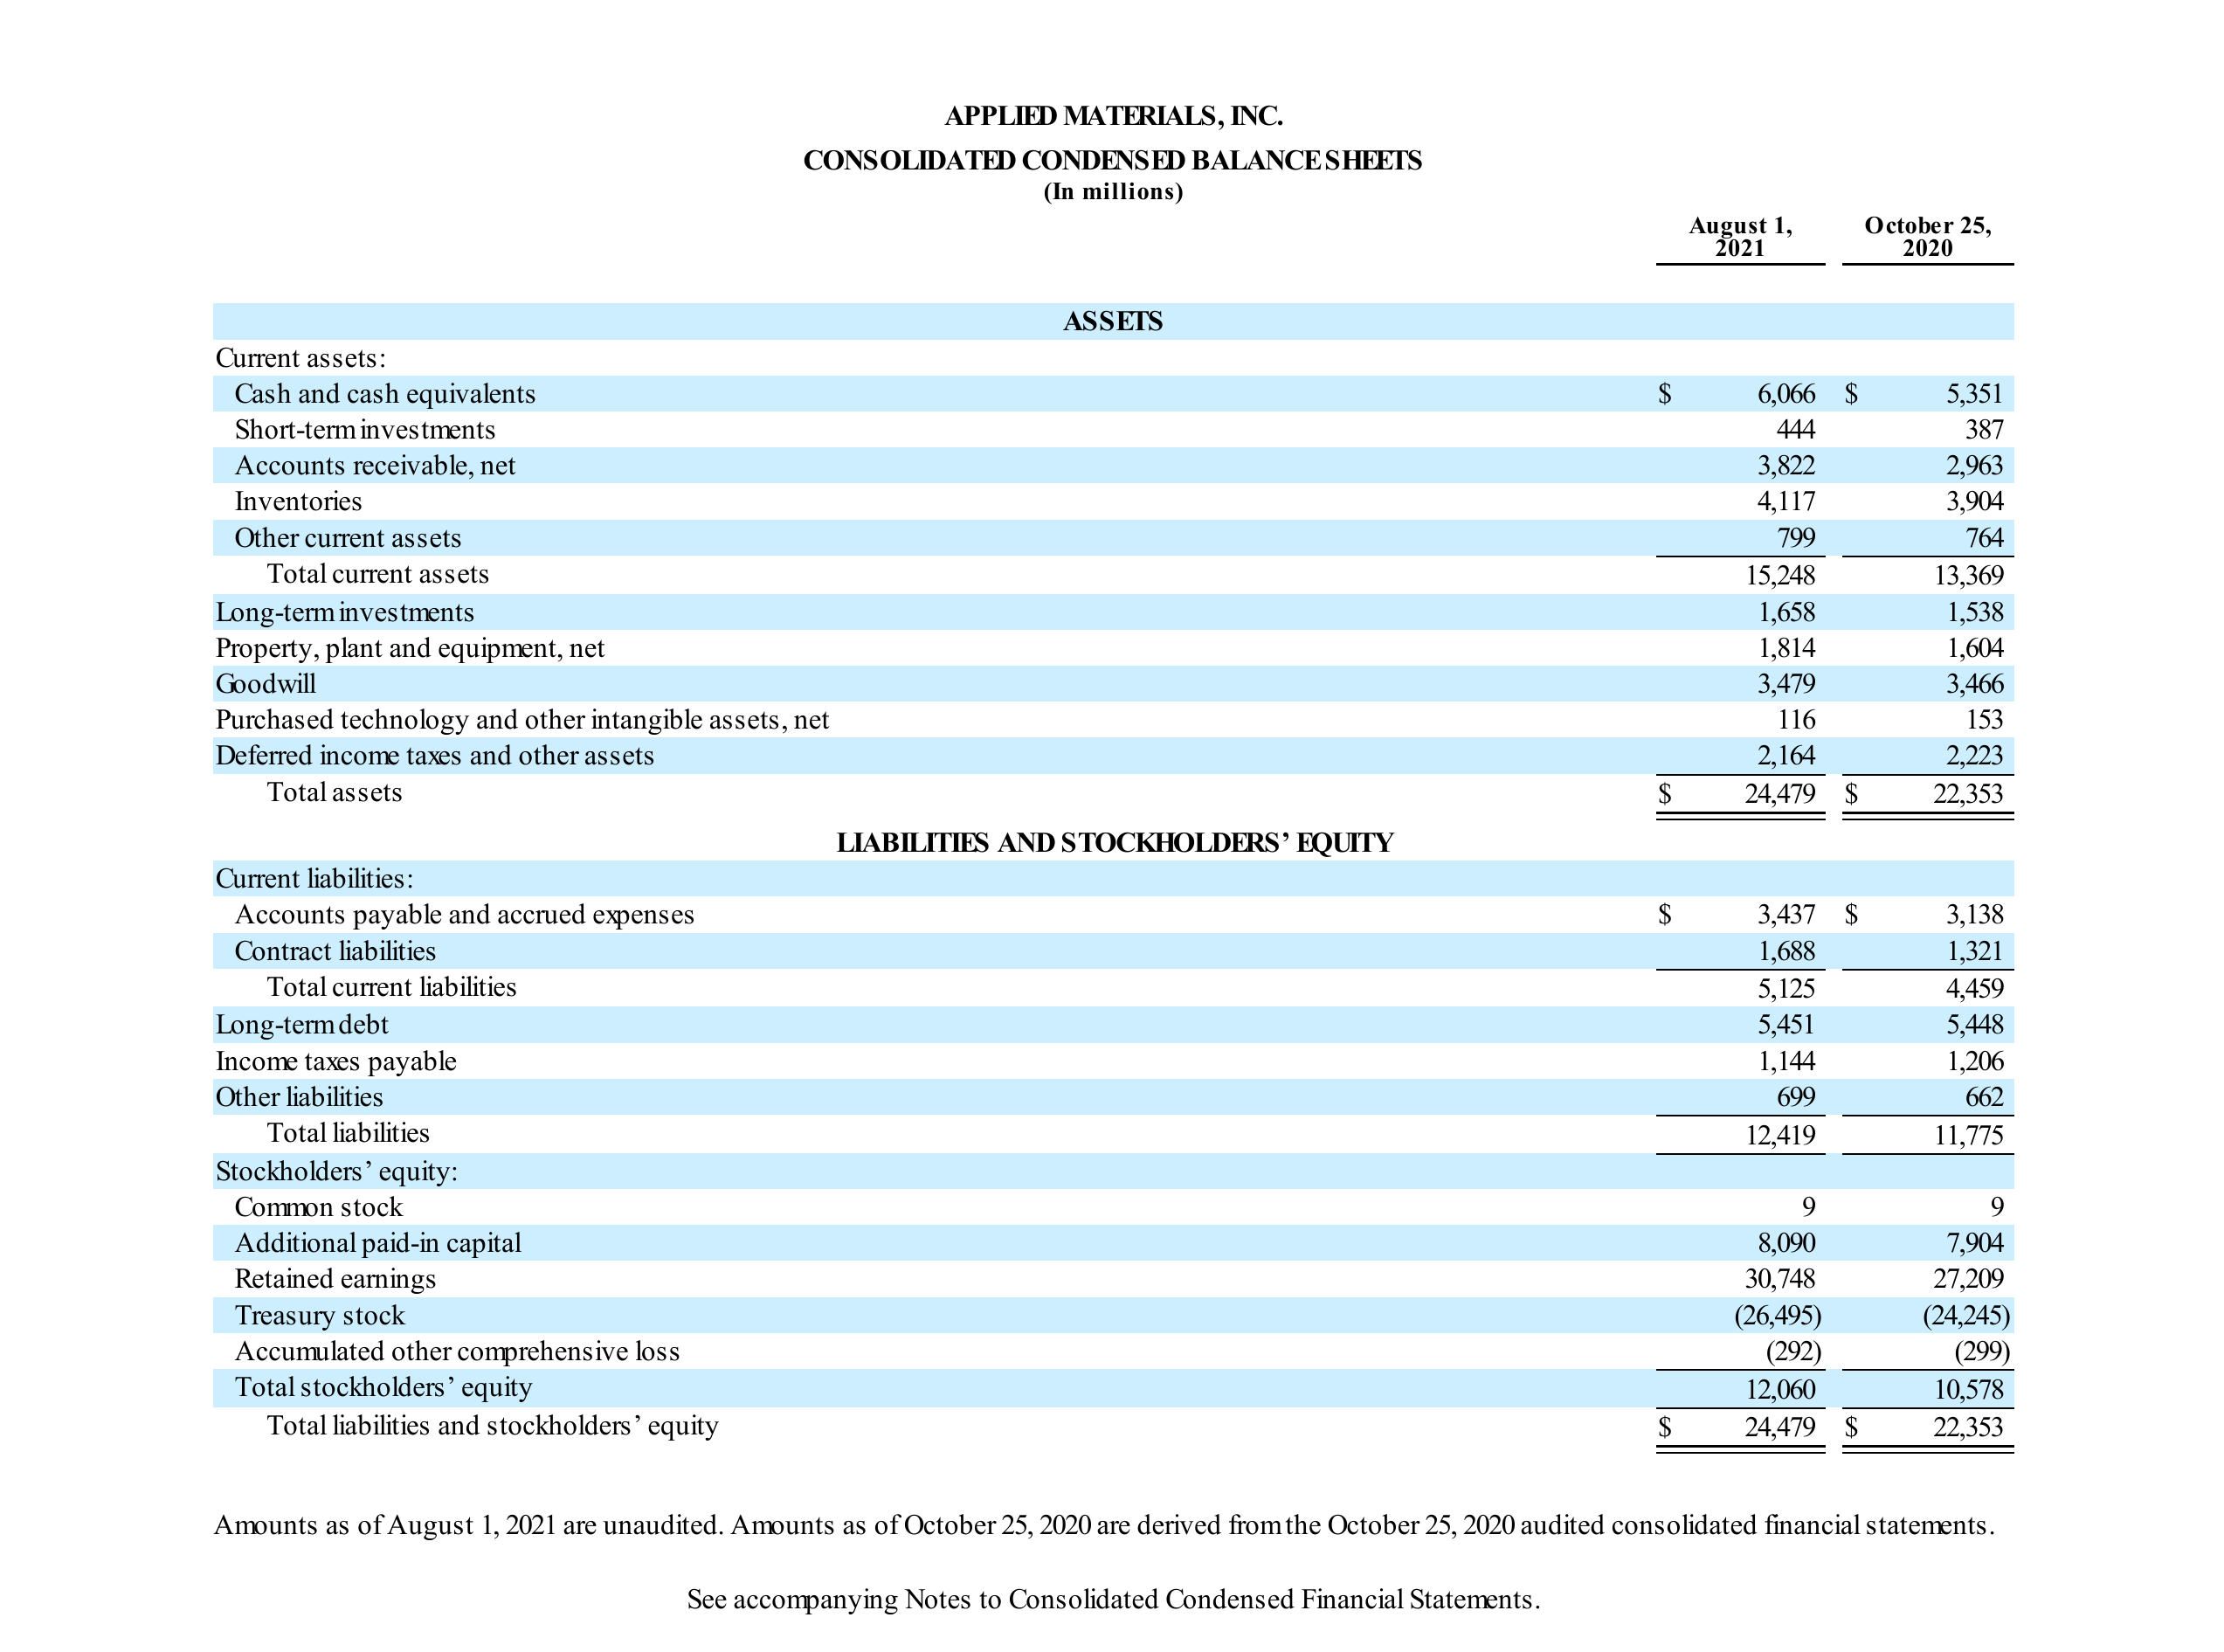 APPLIED MATERIALS, INC.
CONSOLIDATED CONDENSED BALANCE SHEETS
(In millions)
August 1, 2021 October 25, 2020
ASSETS
Current assets:
Cash and cash equivalents $ 6,066 $ 5,351
Short-term investments 444 387
Accounts receivable, net 3,822 2,963
Inventories 4,117 3,904
Other current assets 799 764
Total current assets 15,248 13,369
Long-term investments 1,658 1,538
Property, plant and equipment, net 1,814 1,604
Goodwill 3,479 3,466
Purchased technology and other intangible assets, net 116 153
Deferred income taxes and other assets 2,164 2,223
Total assets $ 24,479 $ 22,353
LIABILITIES AND STOCKHOLDERS’ EQUITY
Current liabilities:
Accounts payable and accrued expenses $ 3,437 $ 3,138
Contract liabilities 1,688 1,321
Total current liabilities 5,125 4,459
Long-term debt 5,451 5,448
Income taxes payable 1,144 1,206
Other liabilities 699 662
Total liabilities 12,419 11,775
Stockholders’ equity:
Common stock 9 9
Additional paid-in capital 8,090 7,904
Retained earnings 30,748 27,209
Treasury stock (26,495) (24,245)
Accumulated other comprehensive loss (292) (299)
Total stockholders’ equity 12,060 10,578
Total liabilities and stockholders’ equity $ 24,479 $ 22,353
Amounts as of August 1, 2021 are unaudited. Amounts as of October 25, 2020 are derived from the October 25, 2020 audited consolidated financial statements.
See accompanying Notes to Consolidated Condensed Financial Statements.